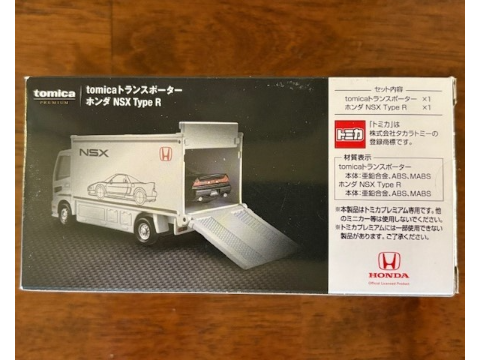 tomica
PREMIUM
tomicaトランスポーター
ホンダ NSX Type R
NSX
セット内容
tomicaトランスポーター ×1
ホンダ NSX Type R ×1
トミカ
「トミカ」は
株式会社タカラトミーの
登録商標です。
材質表示
tomicaトランスポーター
本体：亜鉛合金、ABS、MABS
ホンダ NSX Type R
本体：亜鉛合金、ABS、MABS
※本製品はトミカプレミアム専用です。他
のミニカー等は使用しないでください。
※トミカプレミアムには一部使用できない
製品があります。ご了承ください。
HONDA
Official Licensed Product